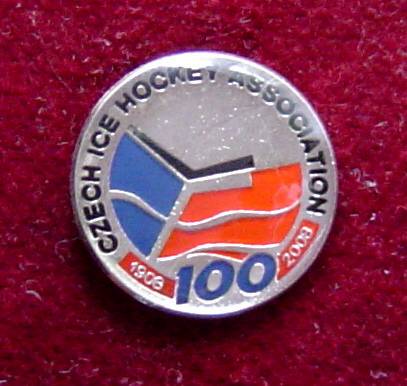 CZECH ICE HOCKEY ASSOCIATION
1908
100
2008